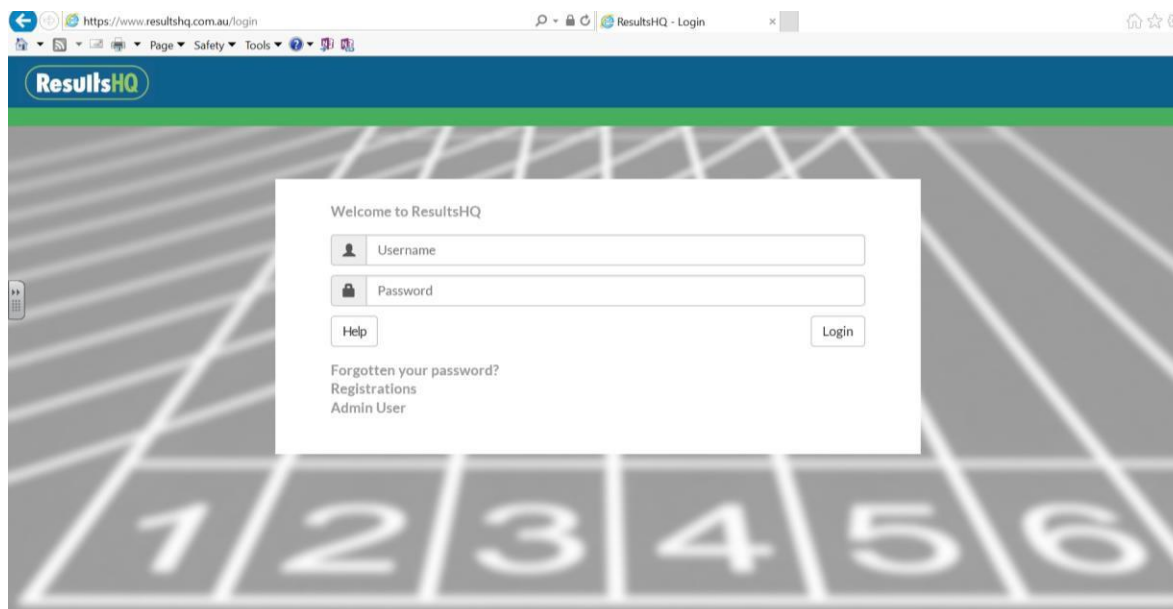 https://www.resultshq.com.au/login
ResultsHQ - Login
Page Safety Tools
ResultsHQ
Welcome to ResultsHQ
Username
Password
Help Login
Forgotten your password?
Registrations
Admin User
1 2 3 4 5 6